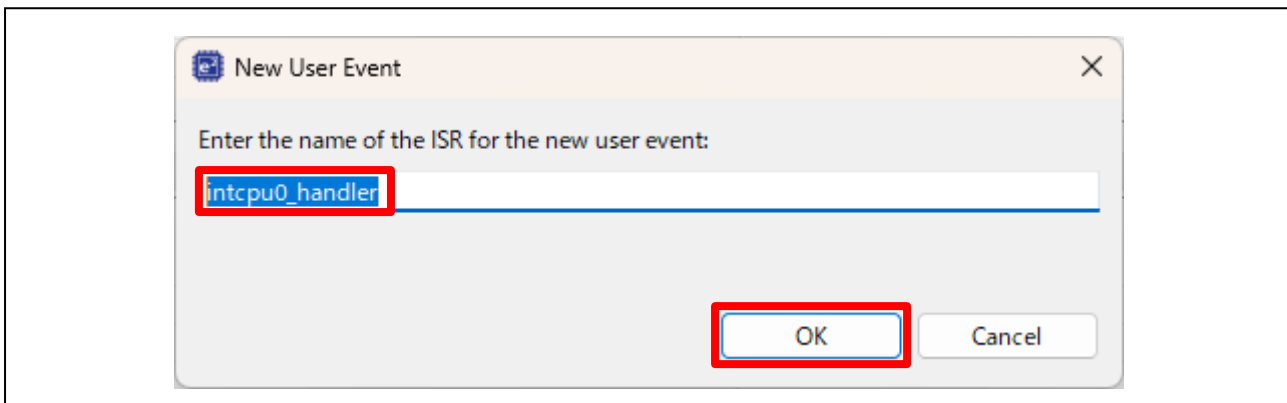 New User Event
Enter the name of the ISR for the new user event:
intcpu0_handler
OK Cancel